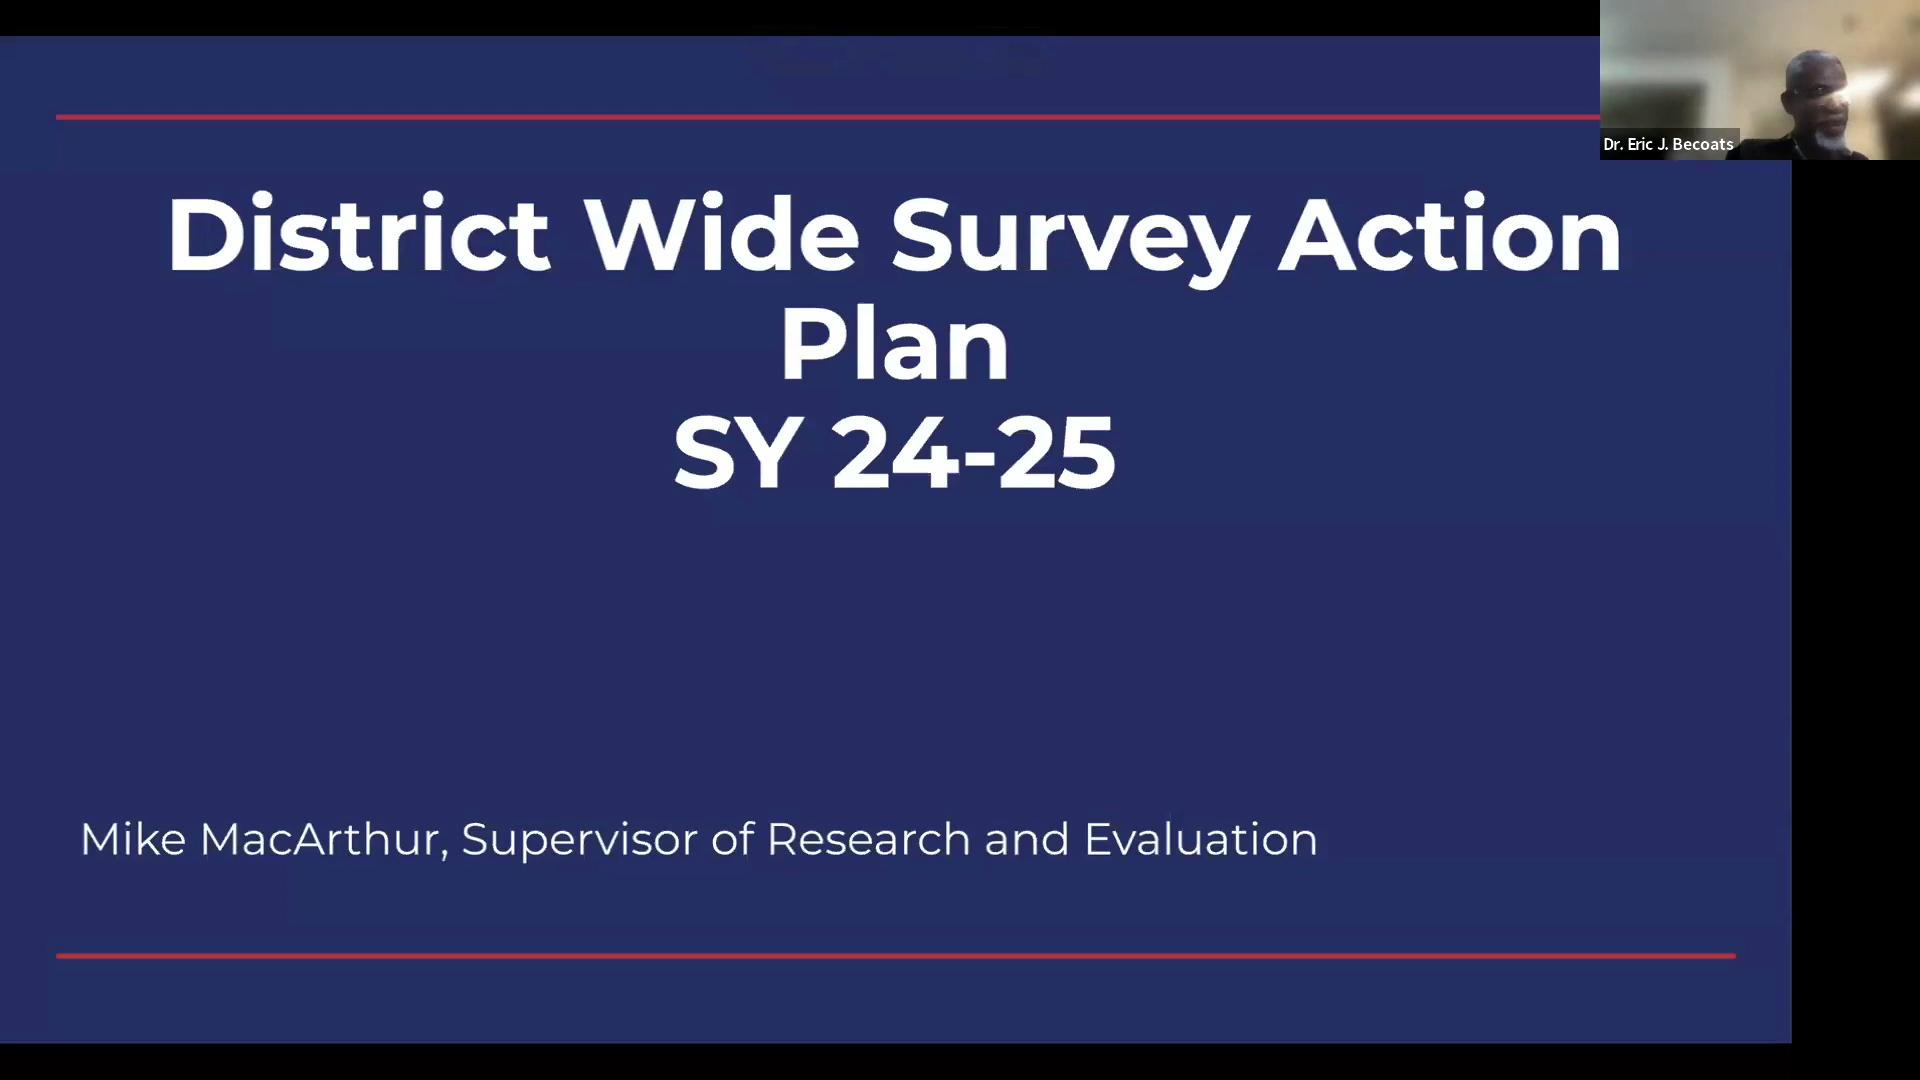 Dr. Eric J. Becoats
District Wide Survey Action
Plan
SY 24-25
Mike MacArthur, Supervisor of Research and Evaluation